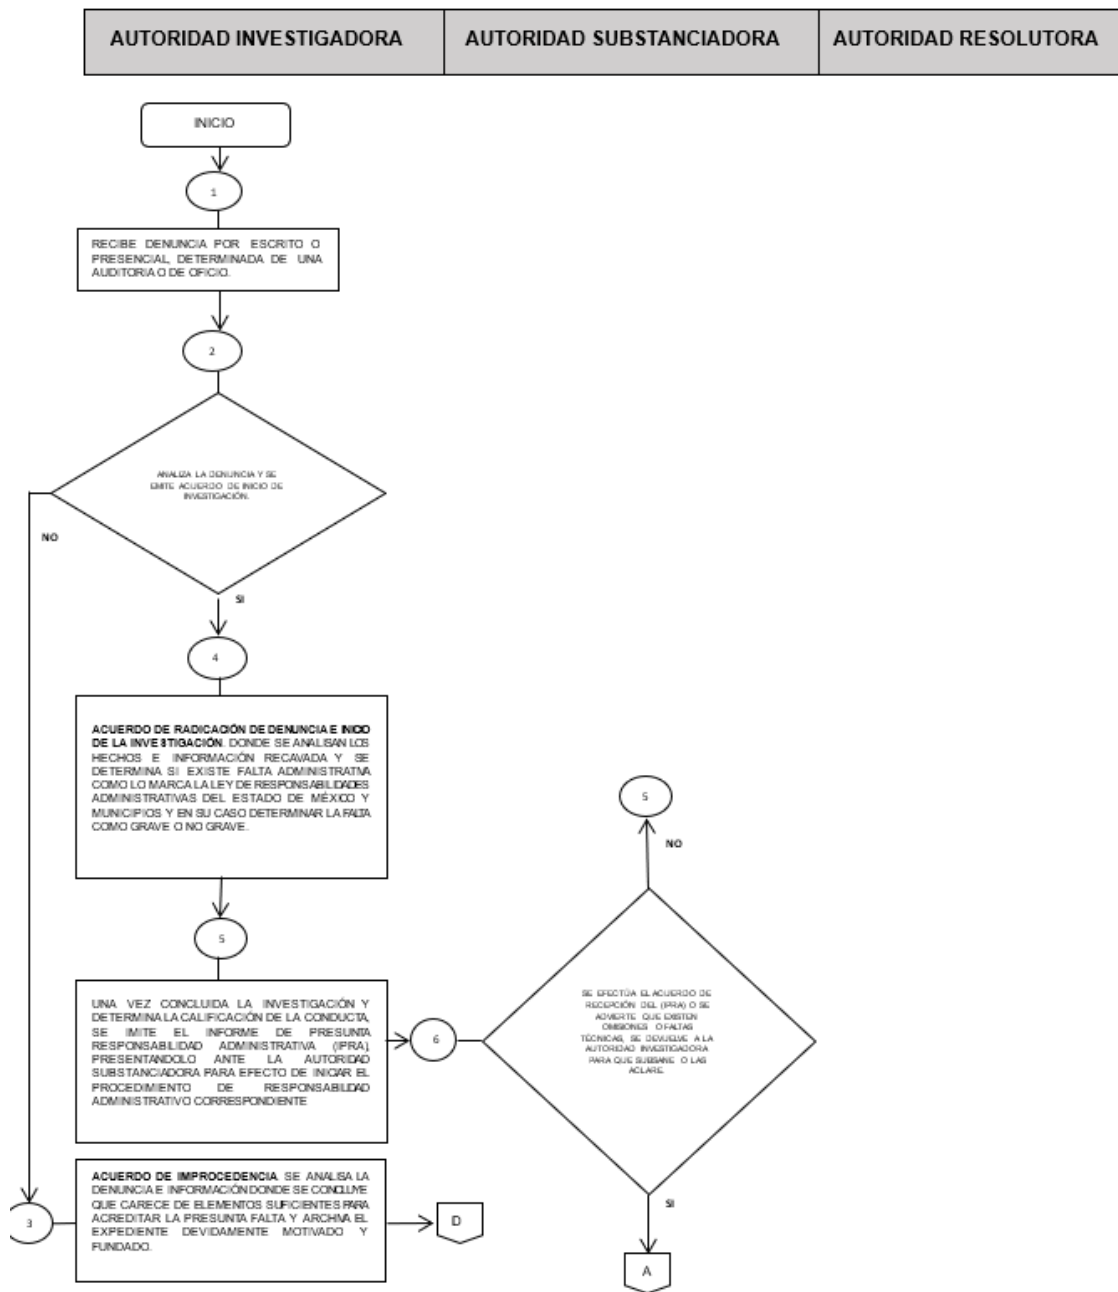 AUTORIDAD INVESTIGADORA
AUTORIDAD SUBSTANCIADORA
AUTORIDAD RESOLUTORA
INICIO
1
RECIBE DENUNCIA POR ESCRITO O
PRESENCIAL, DETERMINADA DE UNA
AUDITORIA O DE OFICIO.
2
ANALIZA LA DENUNCIA Y SE
EMITE ACUERDO DE INICIO DE
INVESTIGACIÓN.
NO
SI
4
ACUERDO DE RADICACIÓN DE DENUNCIA E INICIO
DE LA INVESTIGACIÓN. DONDE SE ANALISAN LOS
HECHOS E INFORMACIÓN RECAVADA Y SE
DETERMINA SI EXISTE FALTA ADMINISTRATIVA
COMO LO MARCA LA LEY DE RESPONSABILIDADES
ADMINISTRATIVAS DEL ESTADO DE MÉXICO Y
MUNICIPIOS Y EN SU CASO DETERMINAR LA FALTA
COMO GRAVE O NO GRAVE.
5
UNA VEZ CONCLUIDA LA INVESTIGACIÓN Y
DETERMINA LA CALIFICACIÓN DE LA CONDUCTA,
SE IMITE EL INFORME DE PRESUNTA
RESPONSABILIDAD ADMINISTRATIVA (IPRA),
PRESENTANDOLO ANTE LA AUTORIDAD
SUBSTANCIADORA PARA EFECTO DE INICIAR EL
PROCEDIMIENTO DE RESPONSABILIDAD
ADMINISTRATIVO CORRESPONDIENTE
3
ACUERDO DE IMPROCEDENCIA. SE ANALISA LA
DENUNCIA E INFORMACIÓN DONDE SE CONCLUYE
QUE CARECE DE ELEMENTOS SUFICIENTES PARA
ACREDITAR LA PRESUNTA FALTA Y ARCHIVA EL
EXPEDIENTE DEVIDAMENTE MOTIVADO Y
FUNDADO.
D
5
NO
6
SE EFECTÚA EL ACUERDO DE
RECEPCIÓN DEL (IPRA) O SE
ADVIERTE QUE EXISTEN
OMISIONES O FALTAS
TÉCNICAS, SE DEVUELVE A LA
AUTORIDAD INVESTIGADORA
PARA QUE SUBSANE O LAS
ACLARE.
SI
A